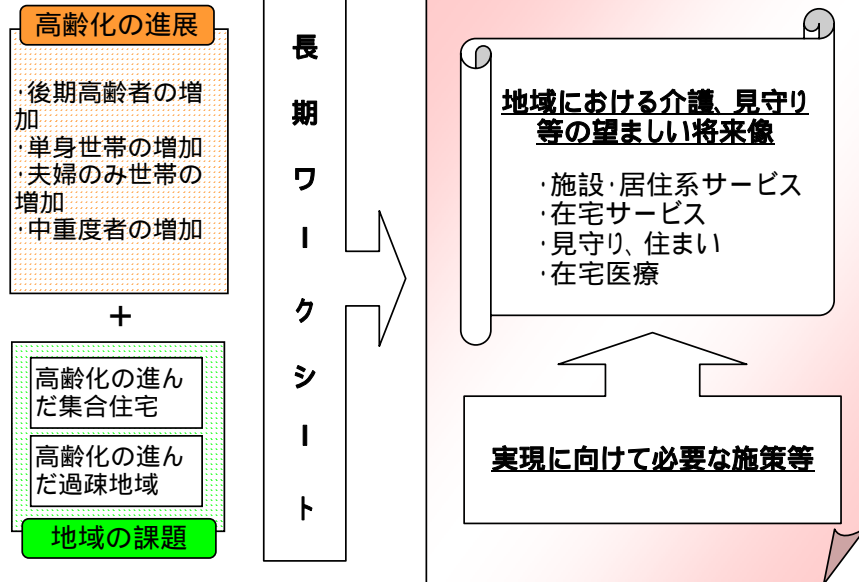 高齢化の進展
·後期高齢者の増
加
·単身世帯の増加
·夫婦のみ世帯の
増加
·中重度者の増加
+
高齢化の進ん
だ集合住宅
高齢化の進ん
だ過疎地域
地域の課題
長期ワークシート
地域における介護、見守り
等の望ましい将来像
·施設·居住系サービス
·在宅サービス
·見守り、住まい
·在宅医療
実現に向けて必要な施策等